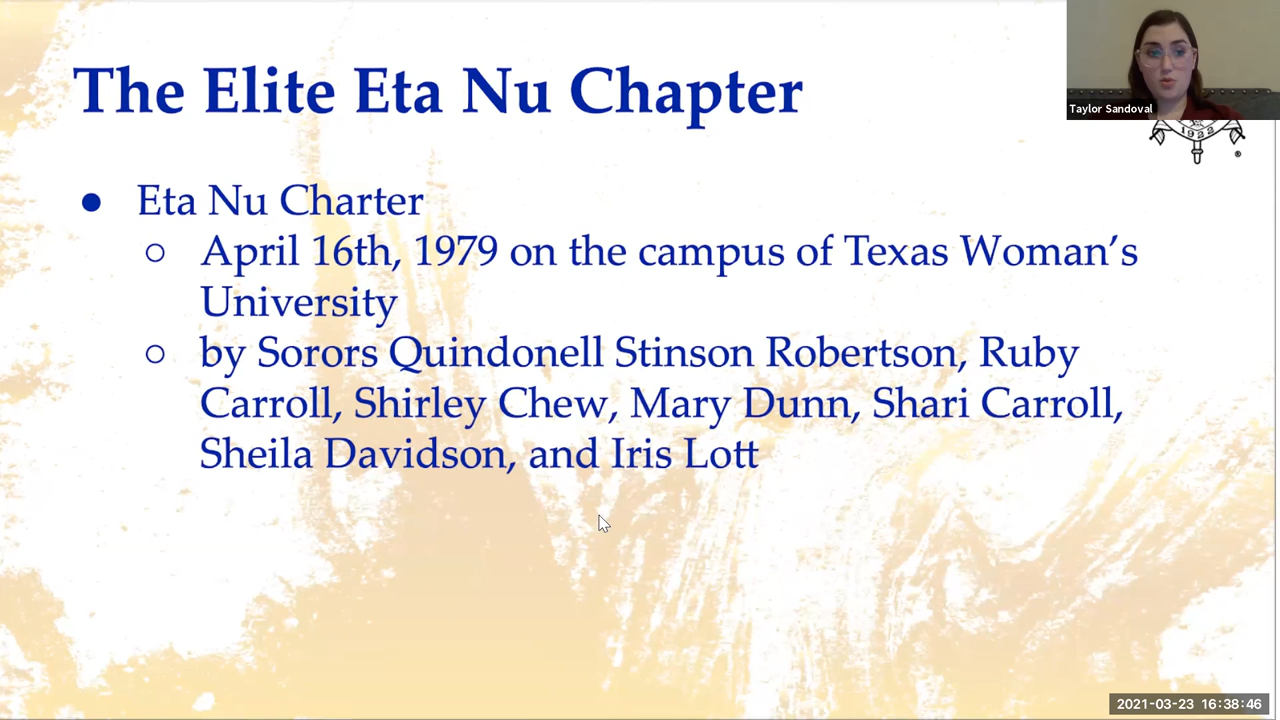 The Elite Eta Nu Chapter
Taylor Sandoval
1922
®
● Eta Nu Charter
○ April 16th, 1979 on the campus of Texas Woman’s
University
○ by Sorors Quindonell Stinson Robertson, Ruby
Carroll, Shirley Chew, Mary Dunn, Shari Carroll,
Sheila Davidson, and Iris Lott
2021-03-23 16:38:46